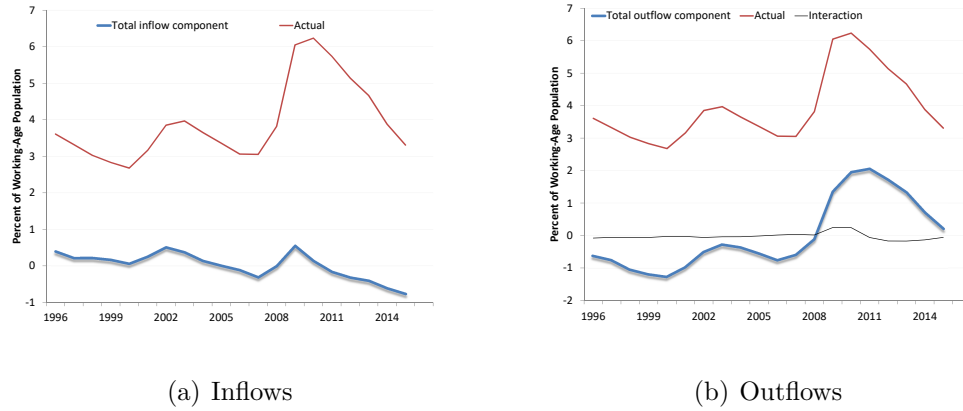 Total inflow component Actual
Percent of Working-Age Population
7
6
5
4
3
2
1
0
-1
1996 1999 2002 2005 2008 2011 2014
(a) Inflows
Total outflow component Actual Interaction
Percent of Working-Age Population
7
6
5
4
3
2
1
0
-1
-2
1996 1999 2002 2005 2008 2011 2014
(b) Outflows